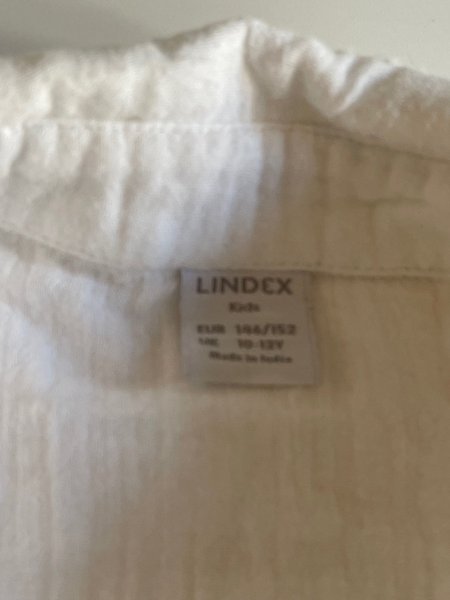 LINDEX
Kids
EUR 146/152
UK 10-12Y
Made in India